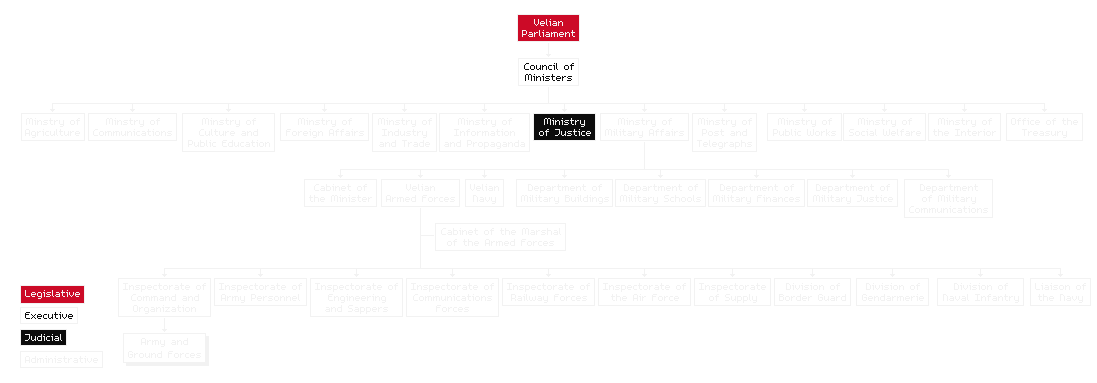 Velian
Parliament
Council of
Ministers
Ministry of
Agriculture
Ministry of
Communications
Ministry of
Culture and
Public Education
Ministry of
Foreign Affairs
Ministry of
Industry
and Trade
Ministry of
Information
and Propaganda
Ministry
of Justice
Ministry of
Military Affairs
Ministry of
Post and
Telegraphs
Ministry of
Public Works
Ministry of
Social Welfare
Ministry of
the Interior
Office of the
Treasury
Cabinet of
the Minister
Velian
Armed Forces
Velian
Navy
Department of
Military Buildings
Department of
Military Schools
Department of
Military Finances
Department of
Military Justice
Department
of Military
Communications
Cabinet of the Marshal
of the Armed Forces
Inspectorate of
Command and
Organization
Inspectorate of
Army Personnel
Inspectorate of
Engineering
and Sappers
Inspectorate of
Communications
Forces
Inspectorate of
Railway Forces
Inspectorate of
the Air Force
Inspectorate
of Supply
Division of
Border Guard
Division of
Gendarmerie
Division of
Naval Infantry
Liaison of
the Navy
Army and
Ground Forces
Legislative
Executive
Judicial
Administrative